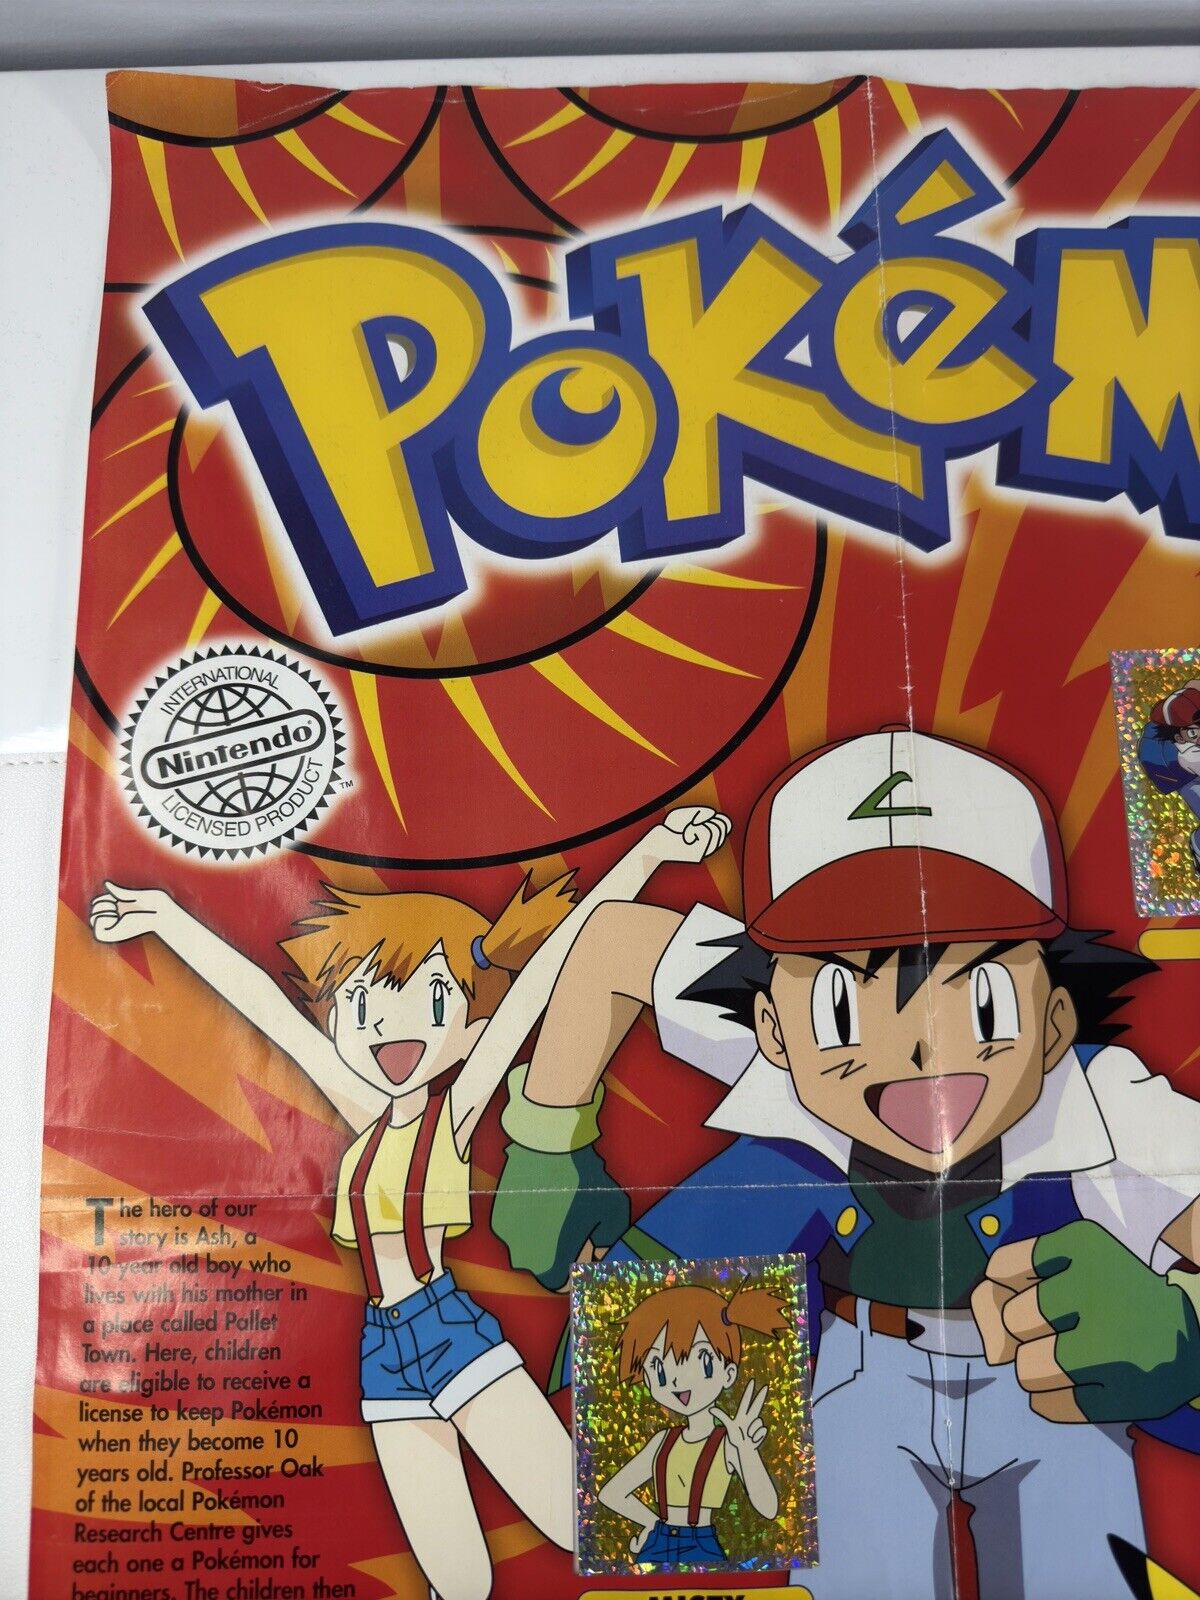 POKéM
INTERNATIONAL
Nintendo®
LICENSED PRODUCT
TM
The hero of our
story is Ash, a
10 year old boy who
lives with his mother in
a place called Pallet
Town. Here, children
are eligible to receive a
license to keep Pokémon
when they become 10
years old. Professor Oak
of the local Pokémon
Research Centre gives
each one a Pokémon for
beginners. The children then
MISTY